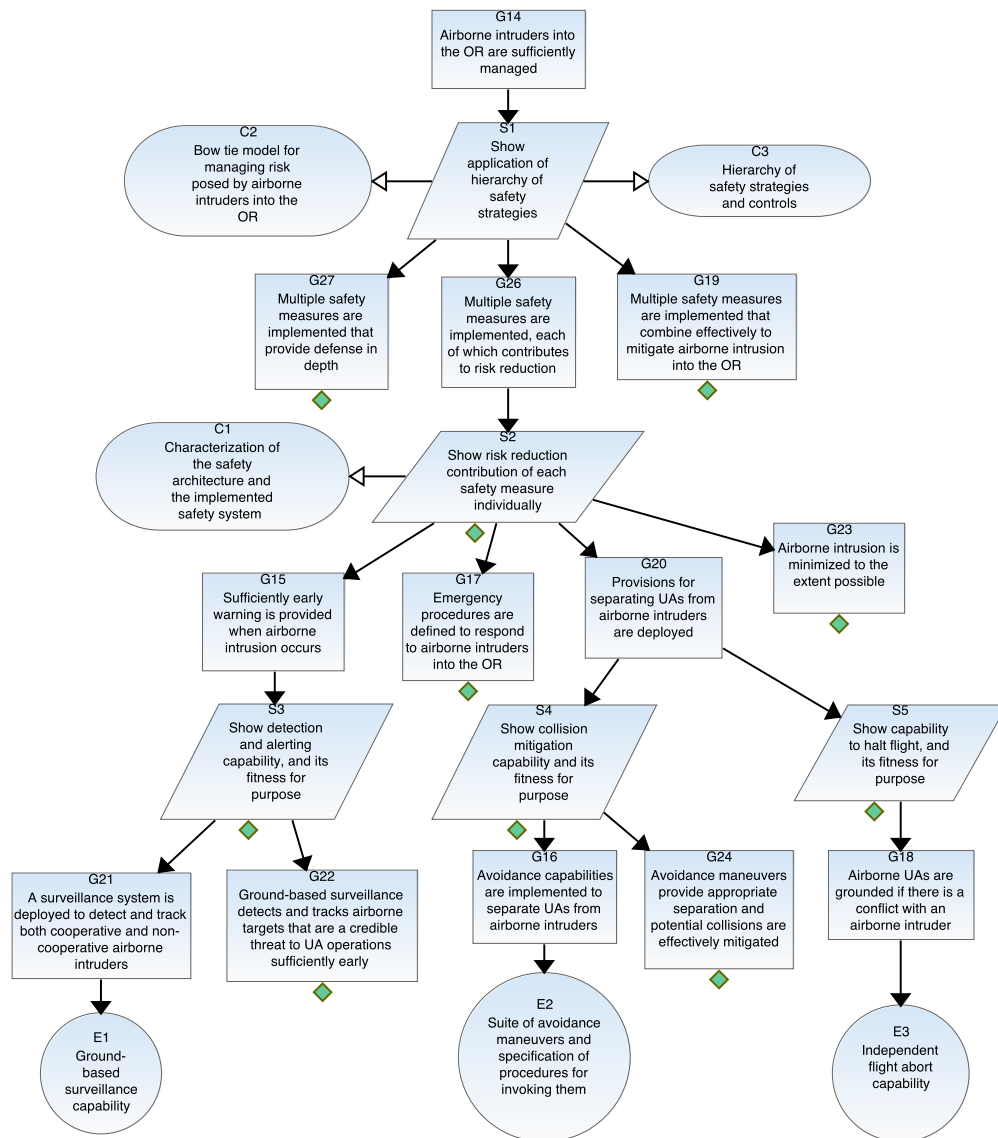 G14
Airborne intruders into
the OR are sufficiently
managed
C2
Bow tie model for
managing risk
posed by airborne
intruders into the
OR
S1
Show
application of
hierarchy of
safety
strategies
C3
Hierarchy of
safety strategies
and controls
G27
Multiple safety
measures are
implemented that
provide defense in
depth
G26
Multiple safety
measures are
implemented, each
of which contributes
to risk reduction
G19
Multiple safety measures
are implemented that
combine effectively to
mitigate airborne intrusion
into the OR
C1
Characterization of
the safety
architecture and
the implemented
safety system
S2
Show risk reduction
contribution of each
safety measure
individually
G23
Airborne intrusion is
minimized to the
extent possible
G15
Sufficiently early
warning is provided
when airborne
intrusion occurs
G17
Emergency
procedures are
defined to respond
to airborne intruders
into the OR
G20
Provisions for
separating UAs from
airborne intruders
are deployed
S3
Show detection
and alerting
capability, and its
fitness for
purpose
S4
Show collision
mitigation
capability and its
fitness for
purpose
S5
Show capability
to halt flight, and
its fitness for
purpose
G21
A surveillance system is
deployed to detect and track
both cooperative and non-
cooperative airborne
intruders
G22
Ground-based surveillance
detects and tracks airborne
targets that are a credible
threat to UA operations
sufficiently early
G16
Avoidance capabilities
are implemented to
separate UAs from
airborne intruders
G24
Avoidance maneuvers
provide appropriate
separation and
potential collisions are
effectively mitigated
G18
Airborne UAs are
grounded if there is a
conflict with an
airborne intruder
E1
Ground-
based
surveillance
capability
E2
Suite of avoidance
maneuvers and
specification of
procedures for
invoking them
E3
Independent
flight abort
capability